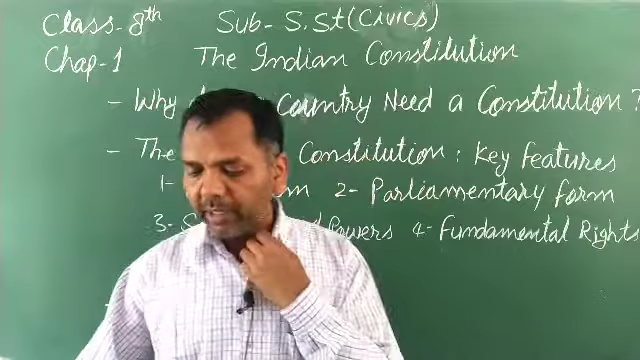 Class-8th Sub- S.St (Civics)
Chap-1 The Indian Constitution
- Why a Country Need a Constitution ?
- The Constitution : Key features
1- 2- Parliamentary form
3- Powers 4- Fundamental Rights